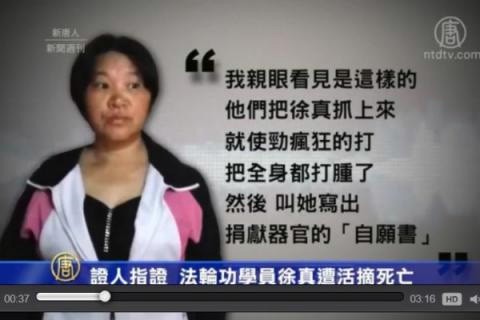 新唐人
新聞週刊
唐
ntdtv.com
“
我親眼看見是這樣的
他們把徐真抓上來
就使勁瘋狂的打
把全身都打腫了
然後 叫她寫出
捐獻器官的「自願書」
”
唐 證人指證 法輪功學員徐真遭活摘死亡
00:37
03:16
HD